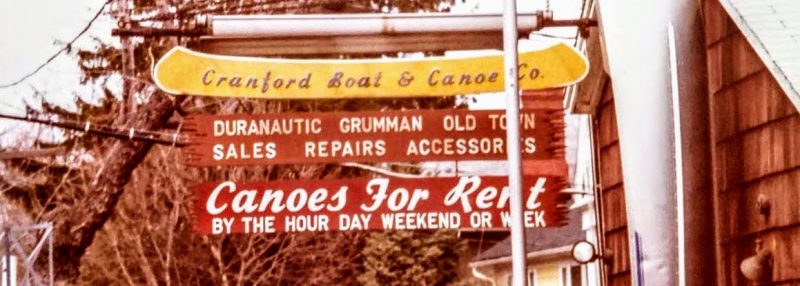 Cranford Boat & Canoe Co.
DURANAUTIC GRUMMAN OLD TOWN
SALES REPAIRS ACCESSORIES
Canoes For Rent
BY THE HOUR DAY WEEKEND OR WEEK